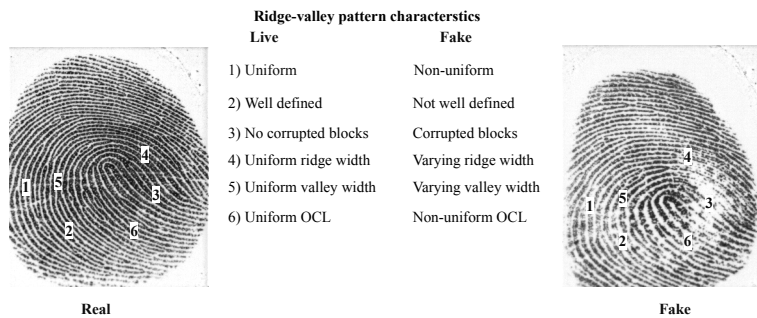 Ridge-valley pattern characterstics
Live Fake
1) Uniform Non-uniform
2) Well defined Not well defined
3) No corrupted blocks Corrupted blocks
4) Uniform ridge width Varying ridge width
5) Uniform valley width Varying valley width
6) Uniform OCL Non-uniform OCL
4
1
5
3
2
6
Real
4
1
5
3
2
6
Fake